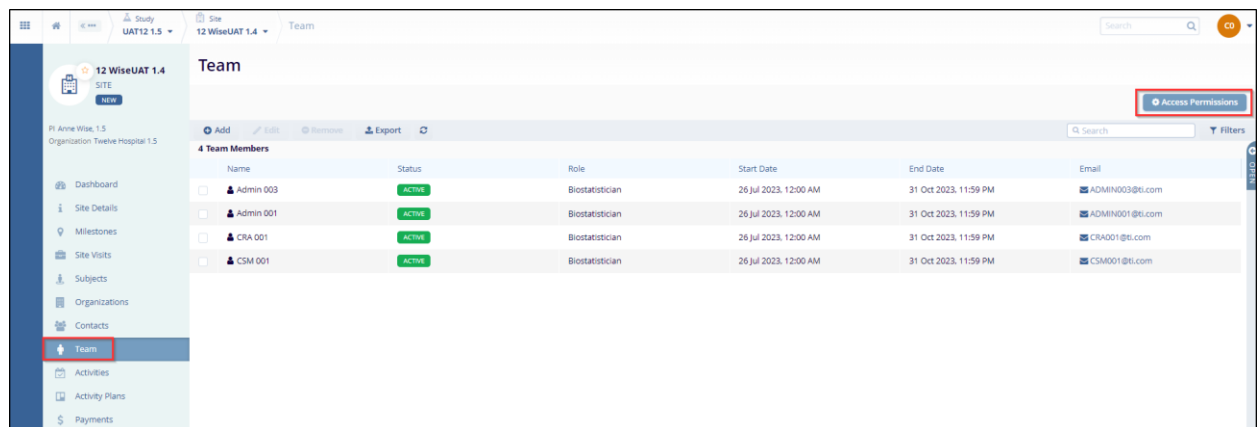 Study
UAT12 1.5
Site
12 WiseUAT 1.4
Team
Search
CD
12 WiseUAT 1.4
SITE
NEW
PI Anne Wise, 1.5
Organization Twelve Hospital 1.5
Dashboard
Site Details
Milestones
Site Visits
Subjects
Organizations
Contacts
Team
Activities
Activity Plans
Payments
Team
Access Permissions
Add Edit Remove Export Search Filters
4 Team Members
OPEN
Name Status Role Start Date End Date Email
Admin 003 ACTIVE Biostatistician 26 Jul 2023, 12:00 AM 31 Oct 2023, 11:59 PM ADMIN003@ti.com
Admin 001 ACTIVE Biostatistician 26 Jul 2023, 12:00 AM 31 Oct 2023, 11:59 PM ADMIN001@ti.com
CRA 001 ACTIVE Biostatistician 26 Jul 2023, 12:00 AM 31 Oct 2023, 11:59 PM CRA001@ti.com
CSM 001 ACTIVE Biostatistician 26 Jul 2023, 12:00 AM 31 Oct 2023, 11:59 PM CSM001@ti.com